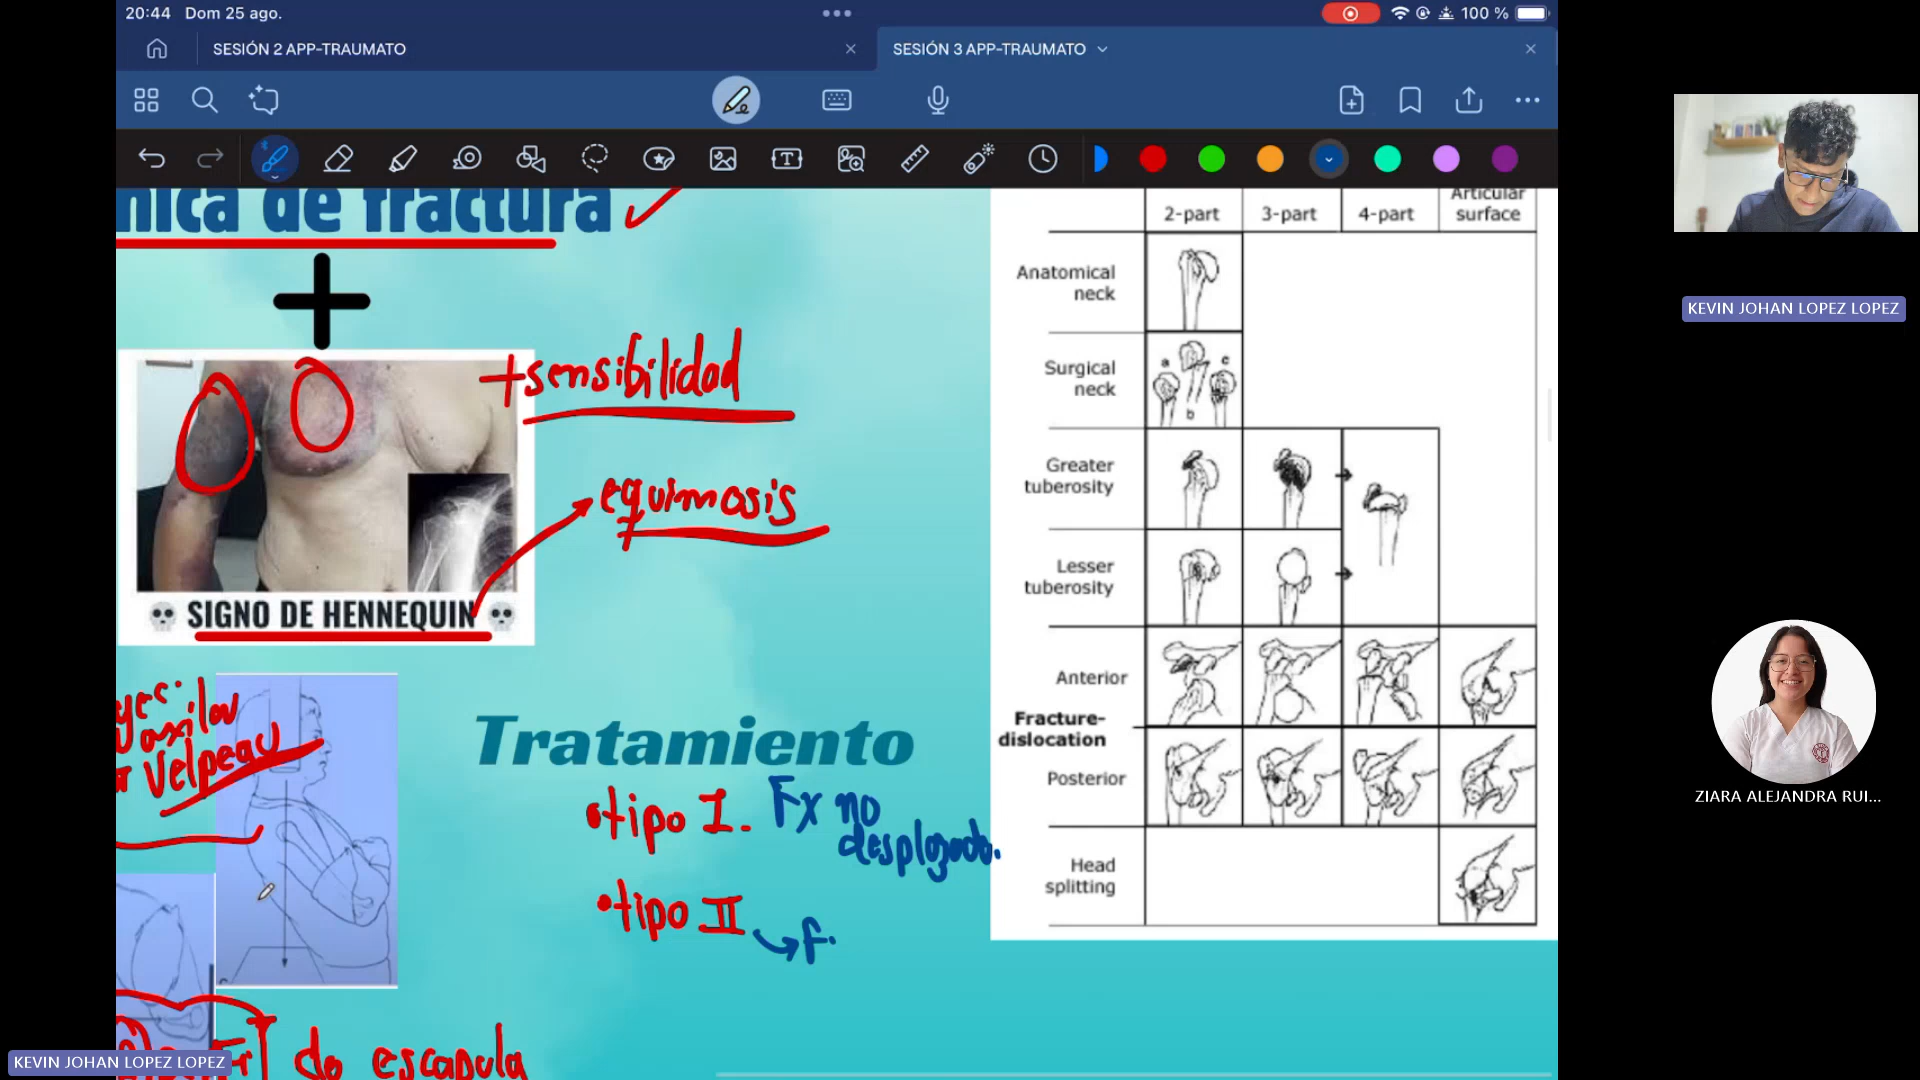 20:44 Dom 25 ago.
100 %
SESIÓN 2 APP-TRAUMATO
SESIÓN 3 APP-TRAUMATO
nica de fractura
+sensibilidad
equimosis
SIGNO DE HENNEQUIN
axilar
Velpeau
Tratamiento
•tipo I. Fx no
desplazada.
•tipo II
f.
do escapula
Articular
2-part 3-part 4-part surface
Anatomical
neck
Surgical
neck
a c
b
Greater
tuberosity
Lesser
tuberosity
Anterior
Fracture-
dislocation
Posterior
Head
splitting
KEVIN JOHAN LOPEZ LOPEZ
ZIARA ALEJANDRA RUI...
KEVIN JOHAN LOPEZ LOPEZ